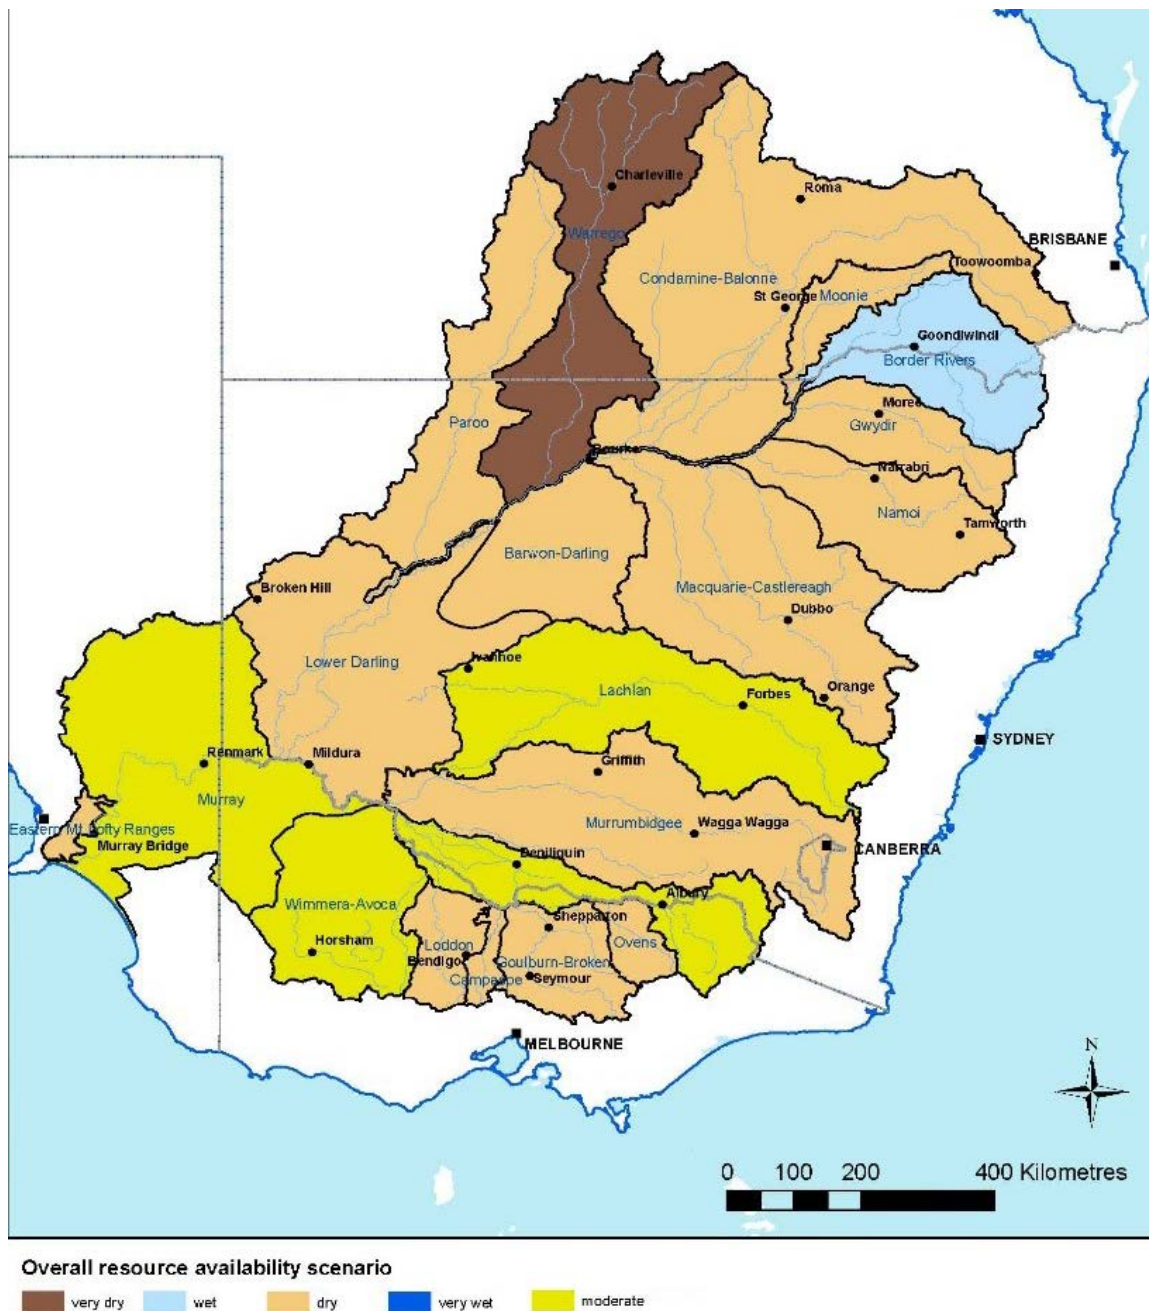 Charleville
Roma
Warrego
BRISBANE
Toowoomba
Condamine-Balonne
St George
Moonie
Goondiwindi
Border Rivers
Paroo
Moree
Gwydir
Bourke
Narrabri
Namoi
Tamworth
Barwon-Darling
Broken Hill
Macquarie-Castlereagh
Dubbo
Lower Darling
Ivanhoe
Lachlan
Forbes
Orange
SYDNEY
Renmark
Mildura
Griffith
Murray
Eastern Mt Lofty Ranges
Murray Bridge
Murrumbidgee
Wagga Wagga
CANBERRA
Deniliquin
Wimmera-Avoca
Albury
Shepparton
Horsham
Loddon
Ovens
Bendigo
Goulburn-Broken
Campaspe
Seymour
MELBOURNE
N
0 100 200 400 Kilometres
Overall resource availability scenario
very dry wet dry very wet moderate